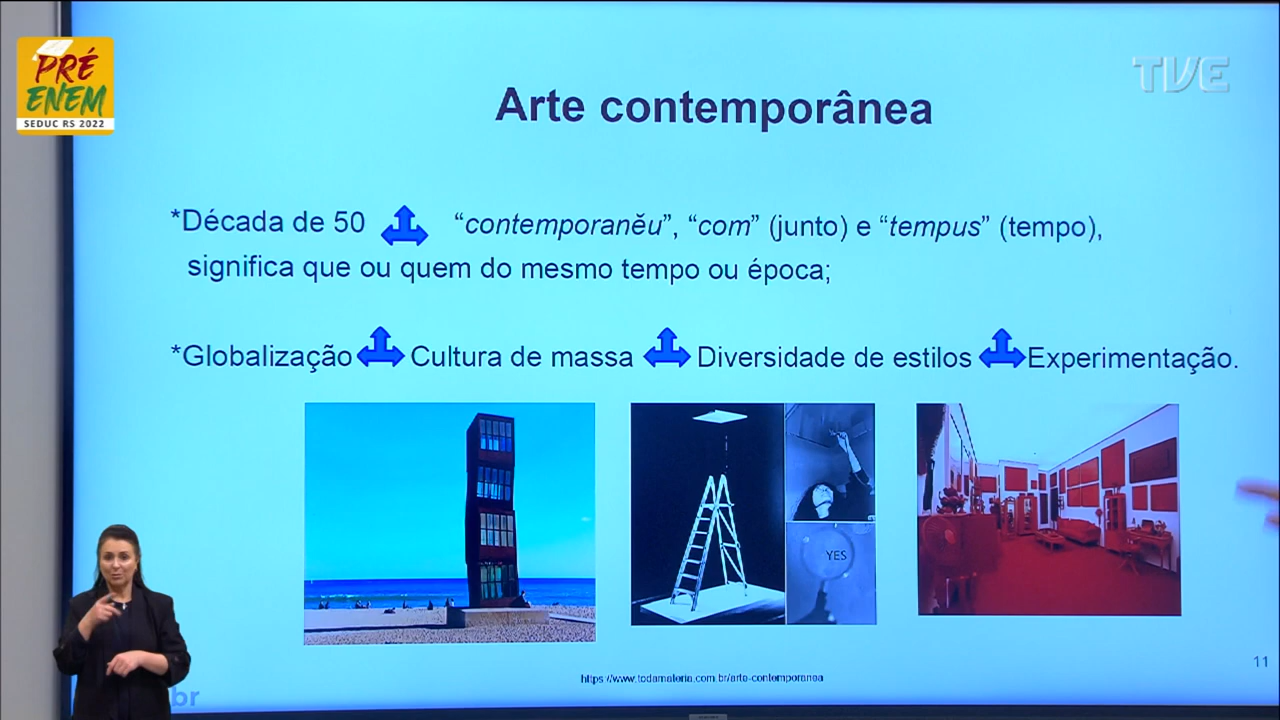 PRÉ
ENEM
SEDUC RS 2022
TVE
Arte contemporânea
*Década de 50 “contemporanĕu”, “com” (junto) e “tempus” (tempo),
significa que ou quem do mesmo tempo ou época;
*Globalização Cultura de massa Diversidade de estilos Experimentação.
YES
11
https://www.todamateria.com.br/arte-contemporanea
br